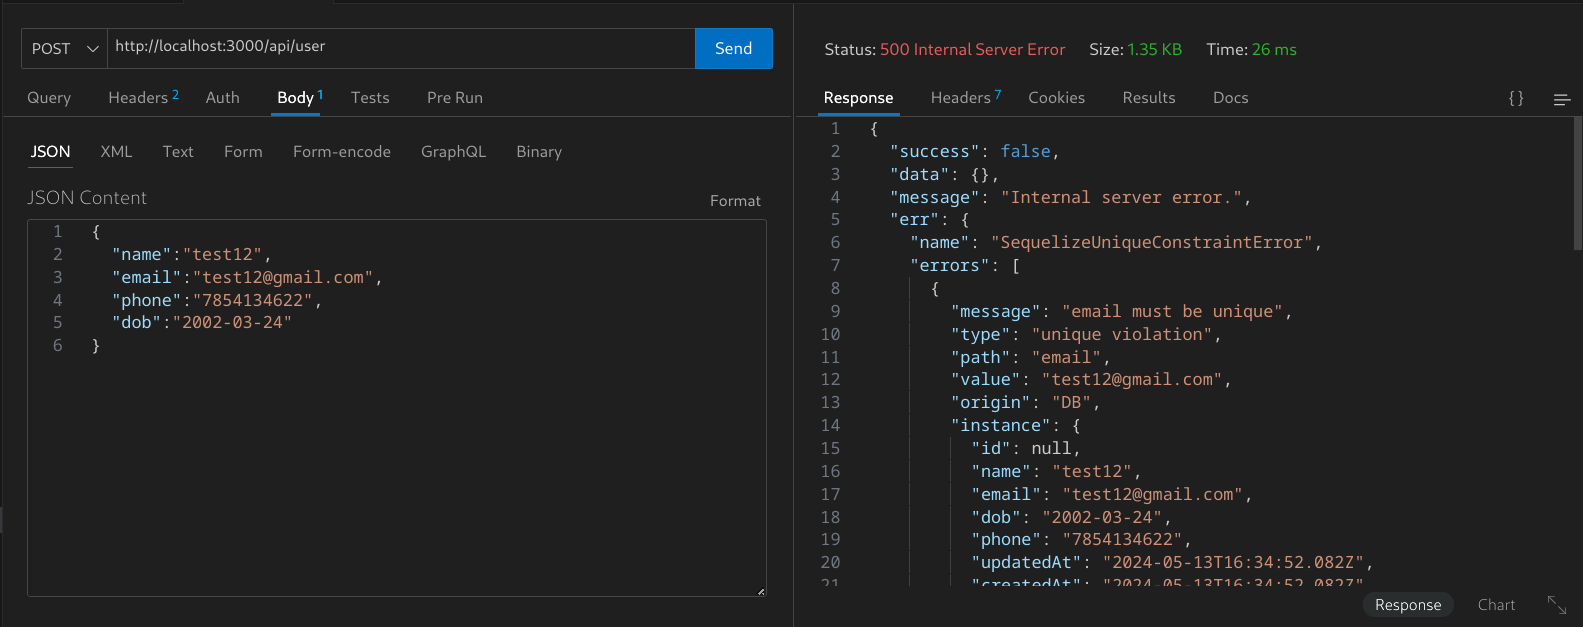 POST http://localhost:3000/api/user Send
Query Headers 2 Auth Body 1 Tests Pre Run
JSON XML Text Form Form-encode GraphQL Binary
JSON Content Format
1 {
2 "name":"test12",
3 "email":"test12@gmail.com",
4 "phone":"7854134622",
5 "dob":"2002-03-24"
6 }
Status: 500 Internal Server Error Size: 1.35 KB Time: 26 ms
Response Headers 7 Cookies Results Docs { }
1 {
2 "success": false,
3 "data": {},
4 "message": "Internal server error.",
5 "err": {
6 "name": "SequelizeUniqueConstraintError",
7 "errors": [
8 {
9 "message": "email must be unique",
10 "type": "unique violation",
11 "path": "email",
12 "value": "test12@gmail.com",
13 "origin": "DB",
14 "instance": {
15 "id": null,
16 "name": "test12",
17 "email": "test12@gmail.com",
18 "dob": "2002-03-24",
19 "phone": "7854134622",
20 "updatedAt": "2024-05-13T16:34:52.082Z",
21 "createdAt": "2024-05-13T16:34:52.082Z"
Response Chart